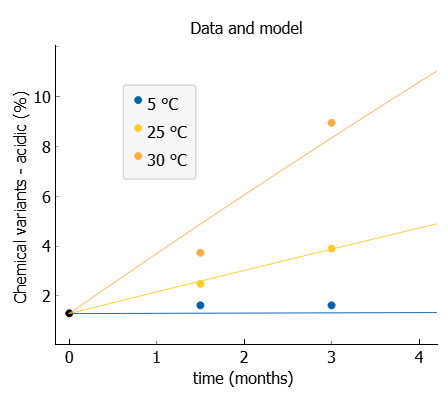 Data and model
Chemical variants - acidic (%)
10
8
6
4
2
5 °C
25 °C
30 °C
0 1 2 3 4
time (months)